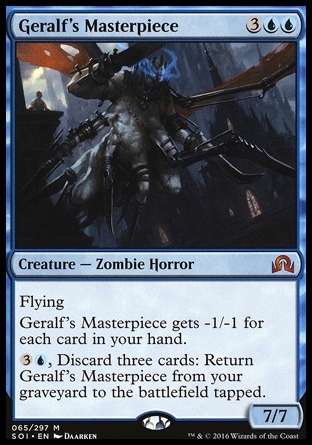 Geralf's Masterpiece 3
Creature — Zombie Horror
Flying
Geralf's Masterpiece gets -1/-1 for
each card in your hand.
3, Discard three cards: Return
Geralf's Masterpiece from your
graveyard to the battlefield tapped.
7/7
065/297 M
SOI • EN DAARKEN
™ & © 2016 Wizards of the Coast